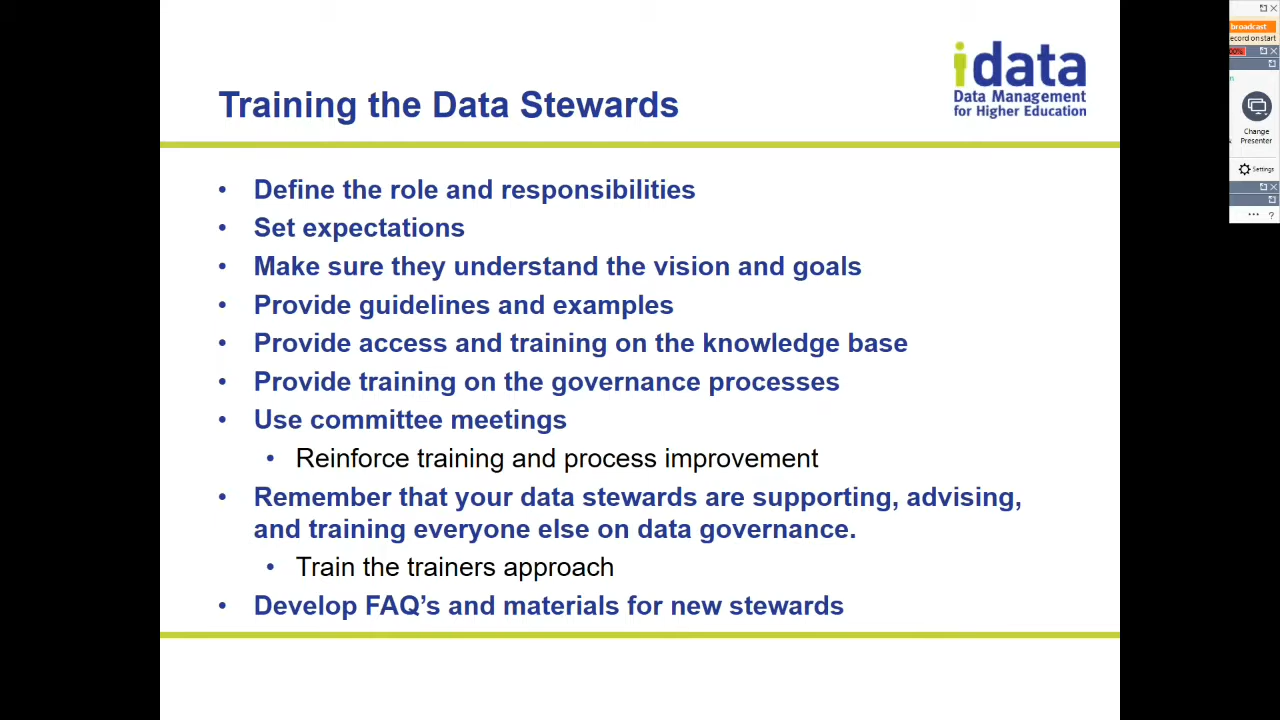 idata
Data Management
for Higher Education
Training the Data Stewards
• Define the role and responsibilities
• Set expectations
• Make sure they understand the vision and goals
• Provide guidelines and examples
• Provide access and training on the knowledge base
• Provide training on the governance processes
• Use committee meetings
• Reinforce training and process improvement
• Remember that your data stewards are supporting, advising,
and training everyone else on data governance.
• Train the trainers approach
• Develop FAQ’s and materials for new stewards
broadcast
ecord on start
Change
Presenter
Settings
... ?